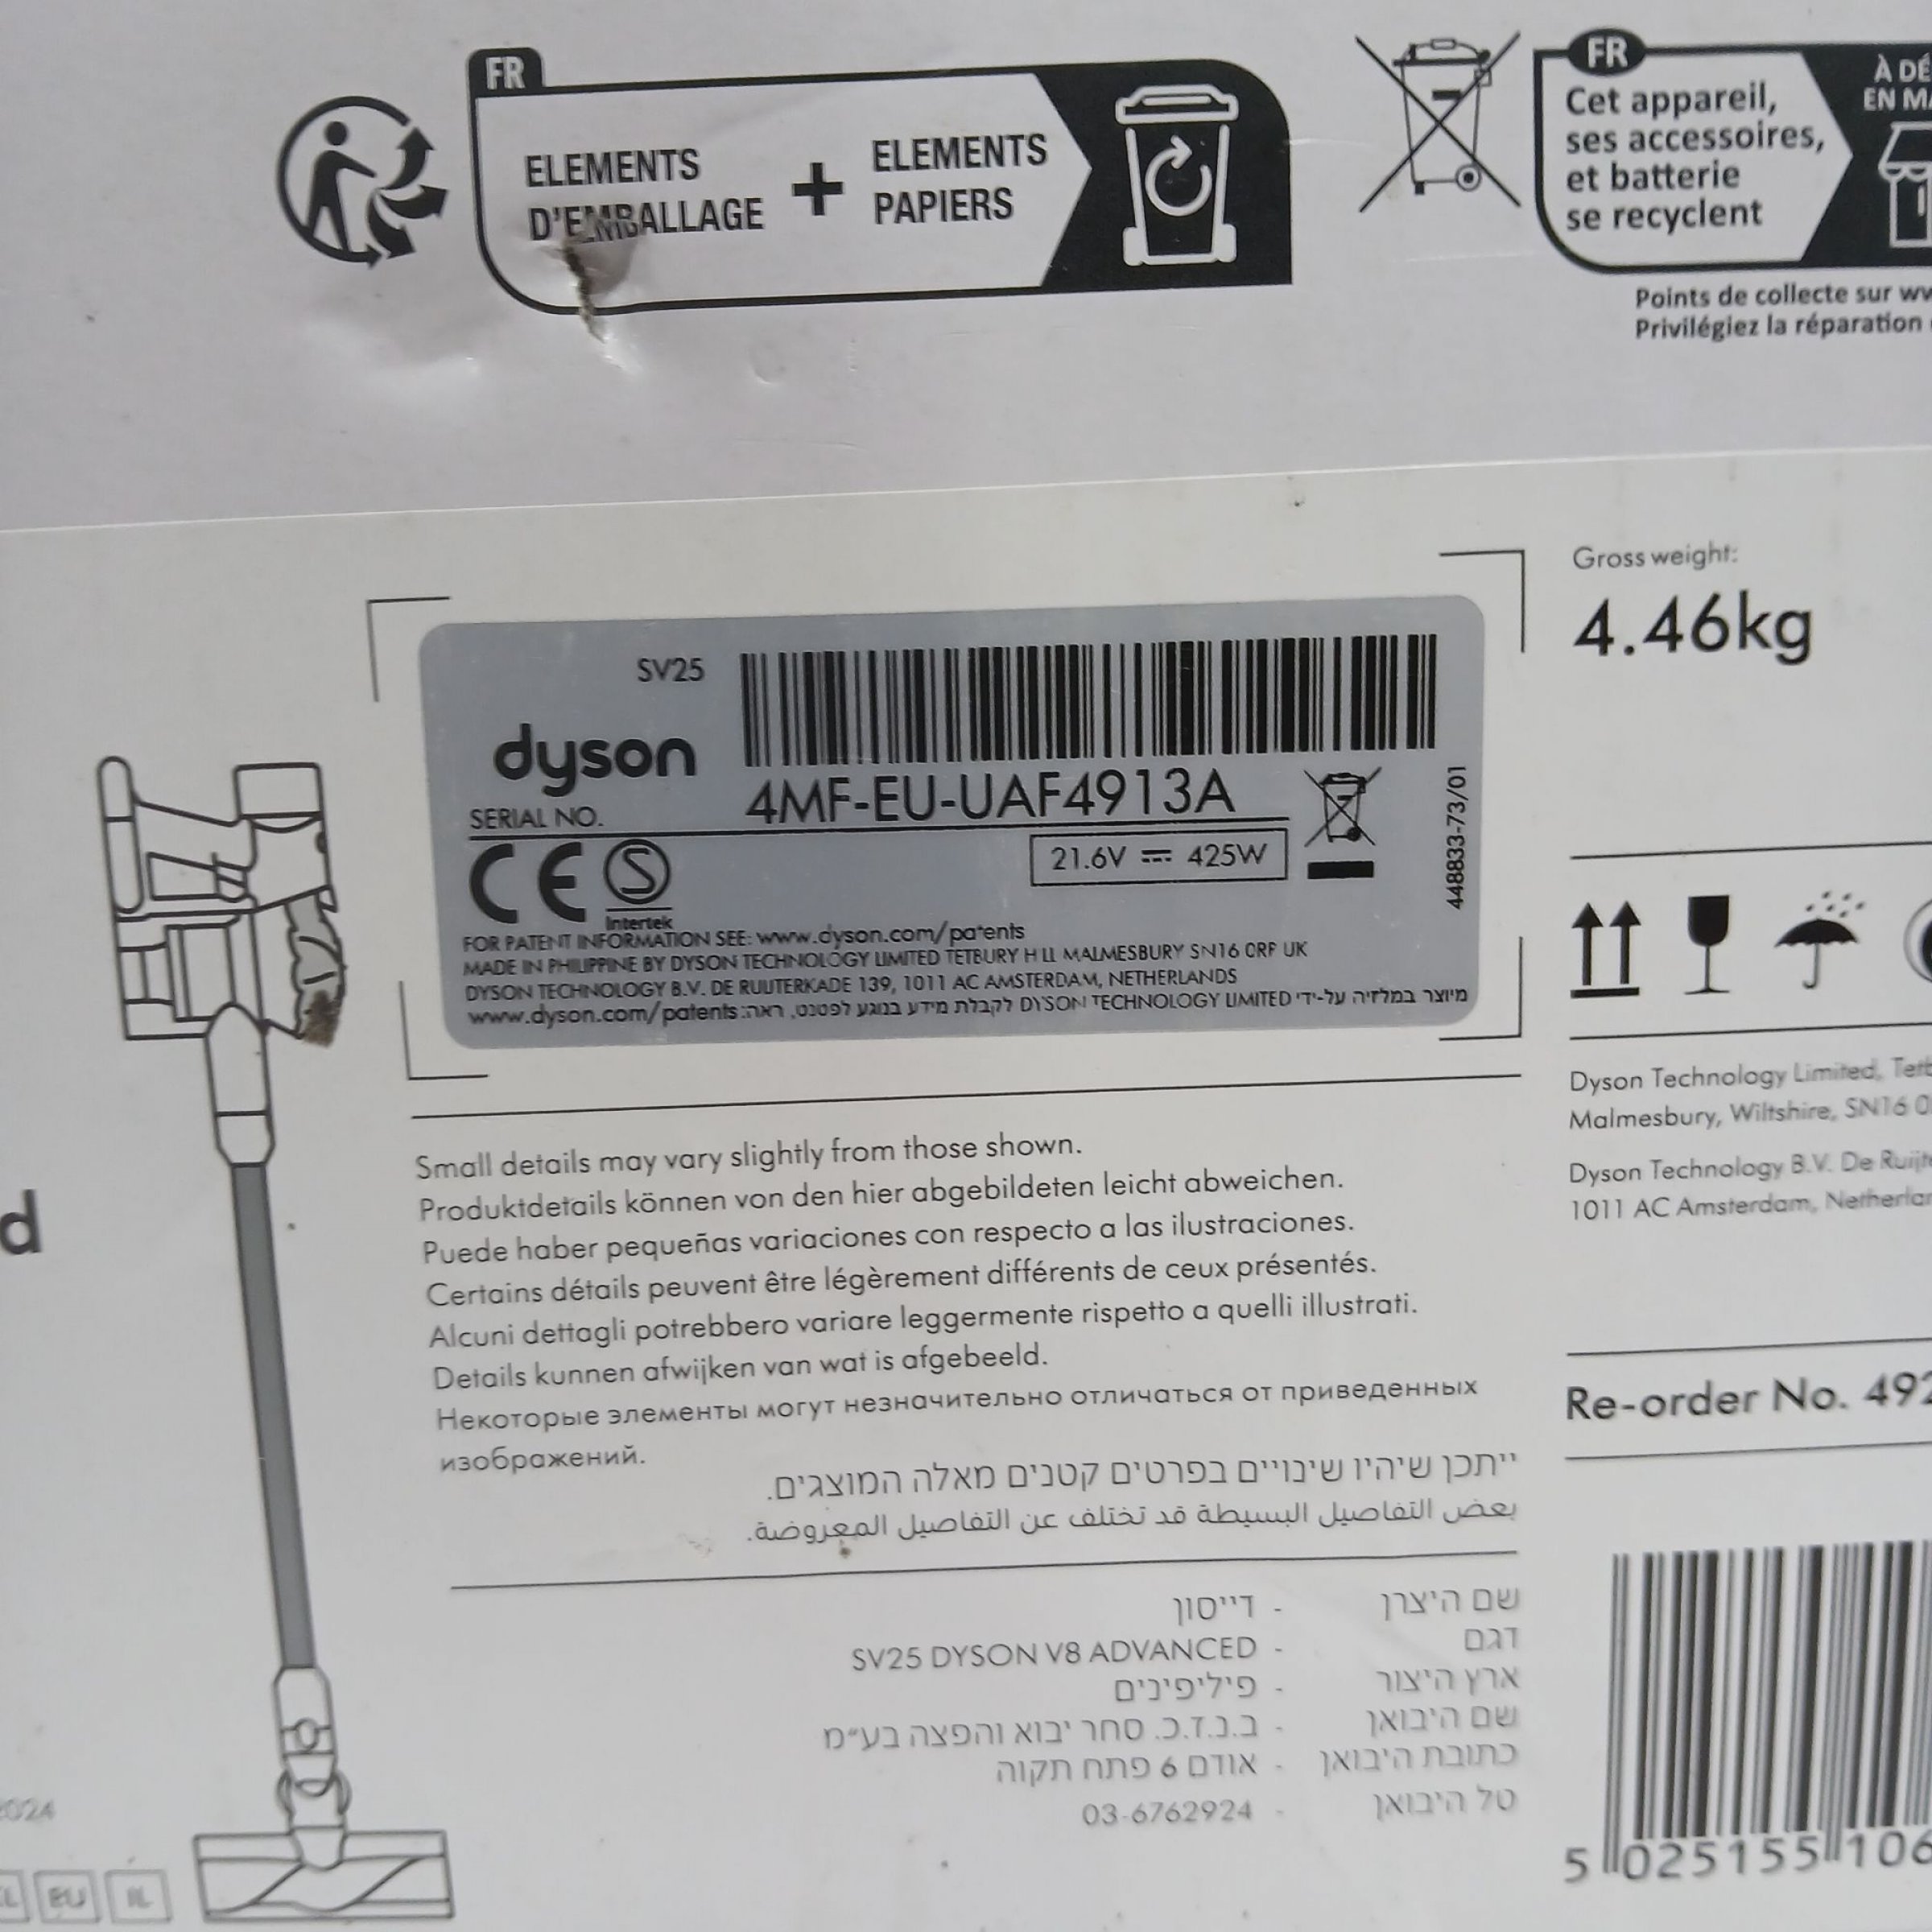 FR
ELEMENTS
D'EMBALLAGE
+
ELEMENTS
PAPIERS
FR
Cet appareil,
ses accessoires,
et batterie
se recyclent
À DÉ
EN MA
Points de collecte sur ww
Privilégiez la réparation
Gross weight:
4.46kg
SV25
dyson
SERIAL NO.
4MF-EU-UAF4913A
CE
S
Intertek
21.6V ⎓ 425W
448833-73/01
FOR PATENT INFORMATION SEE: www.dyson.com/patents
MADE IN PHILIPPINE BY DYSON TECHNOLOGY LIMITED TETBURY HILL MALMESBURY SN16 0RP UK
DYSON TECHNOLOGY B.V. DE RUIJTERKADE 139, 1011 AC AMSTERDAM, NETHERLANDS
מיוצר במלזיה על-ידי DYSON TECHNOLOGY LIMITED לקבלת מידע בנוגע לפטנט, ראה: www.dyson.com/patents
Dyson Technology Limited, Tetb
Malmesbury, Wiltshire, SN16 0
Dyson Technology B.V. De Ruijte
1011 AC Amsterdam, Netherlan
Small details may vary slightly from those shown.
Produktdetails können von den hier abgebildeten leicht abweichen.
Puede haber pequeñas variaciones con respecto a las ilustraciones.
Certains détails peuvent être légèrement différents de ceux présentés.
Alcuni dettagli potrebbero variare leggermente rispetto a quelli illustrati.
Details kunnen afwijken van wat is afgebeeld.
Некоторые элементы могут незначительно отличаться от приведенных
изображений.
ייתכן שיהיו שינויים בפרטים קטנים מאלה המוצגים.
بعض التفاصيل البسيطة قد تختلف عن التفاصيل المعروضة.
d
Re-order No. 492
שם היצרן - דייסון
דגם - SV25 DYSON V8 ADVANCED
ארץ היצור - פיליפינים
שם היבואן - ב.נ.ז.כ. סחר יבוא והפצה בע״מ
כתובת היבואן - אודם 6 פתח תקוה
טל היבואן - 03-6762924
2024
EU
IL
5 025155 106